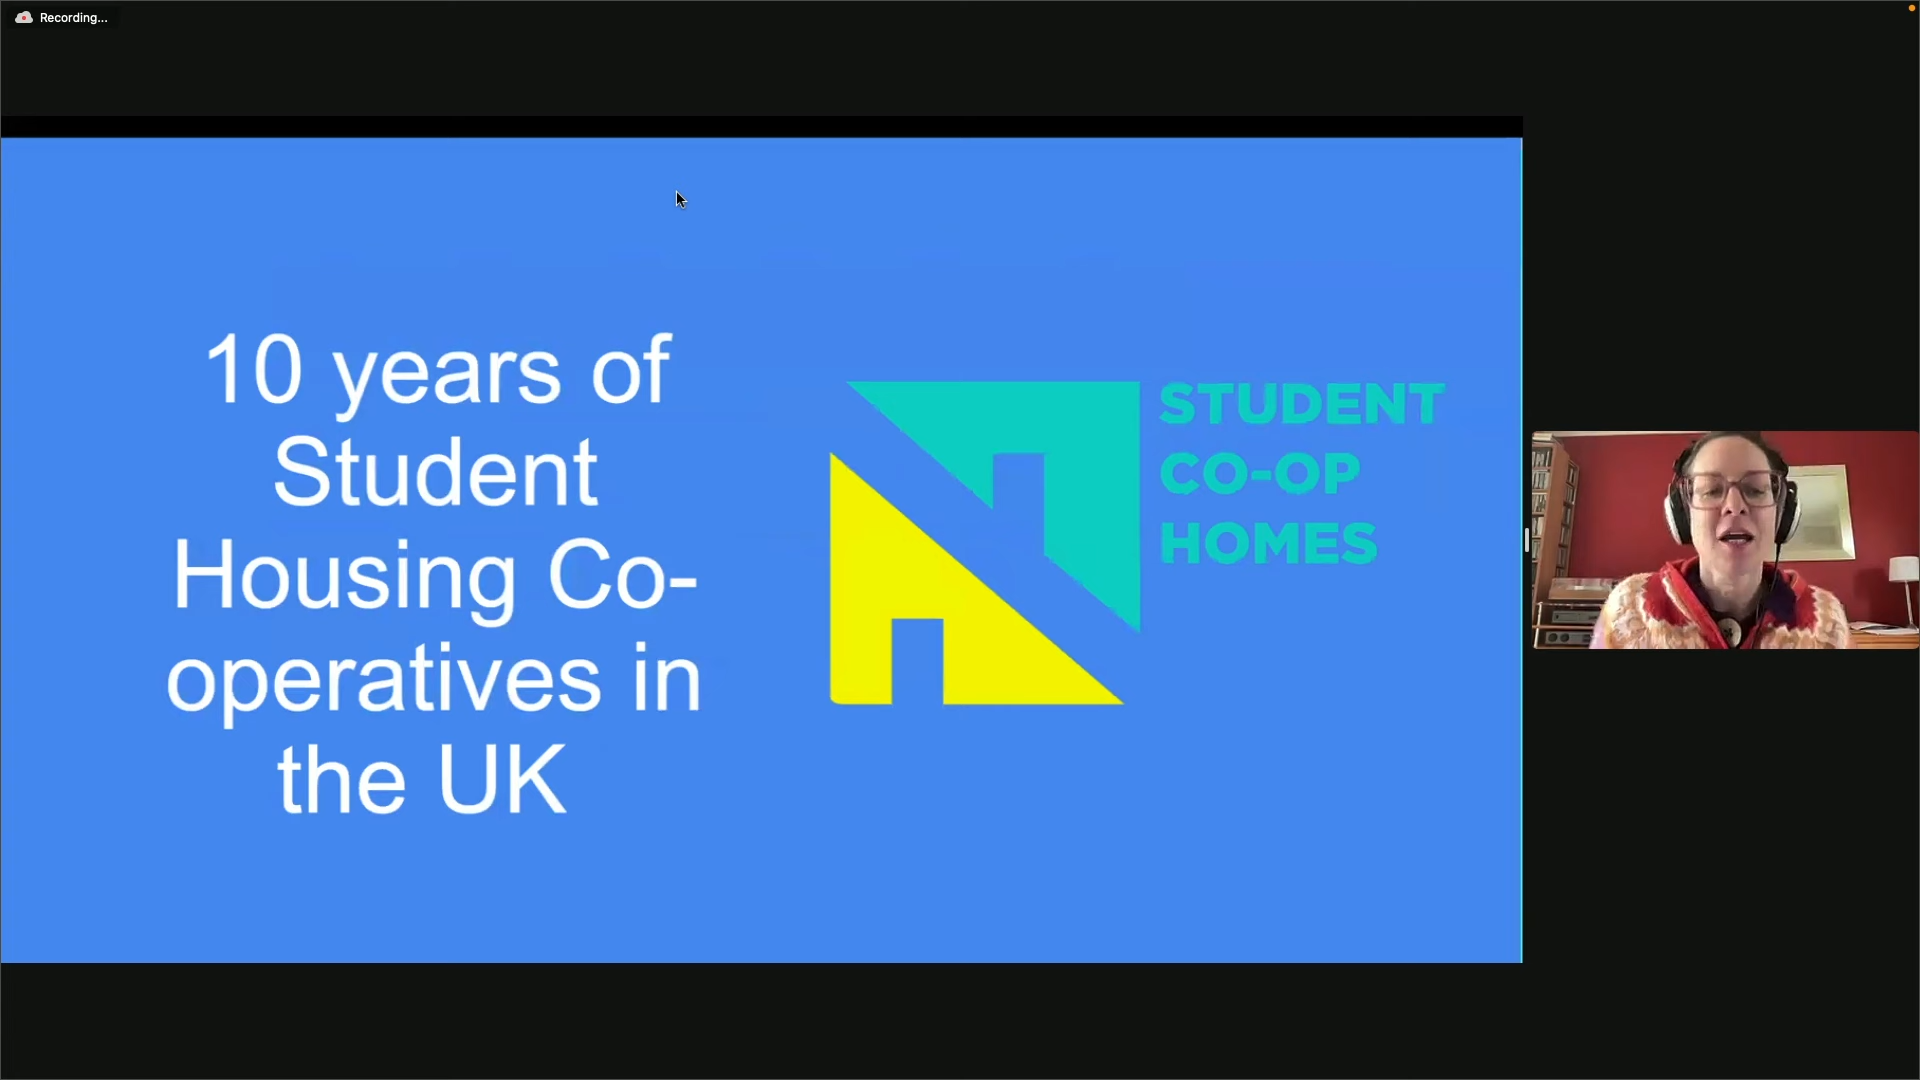 Recording...
10 years of
Student
Housing Co-
operatives in
the UK
STUDENT
CO-OP
HOMES